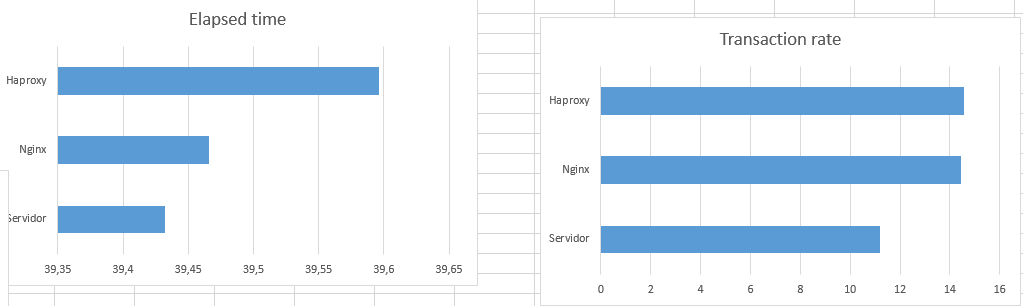 Elapsed time
Haproxy
Nginx
Servidor
39,35 39,4 39,45 39,5 39,55 39,6 39,65
Transaction rate
Haproxy
Nginx
Servidor
0 2 4 6 8 10 12 14 16